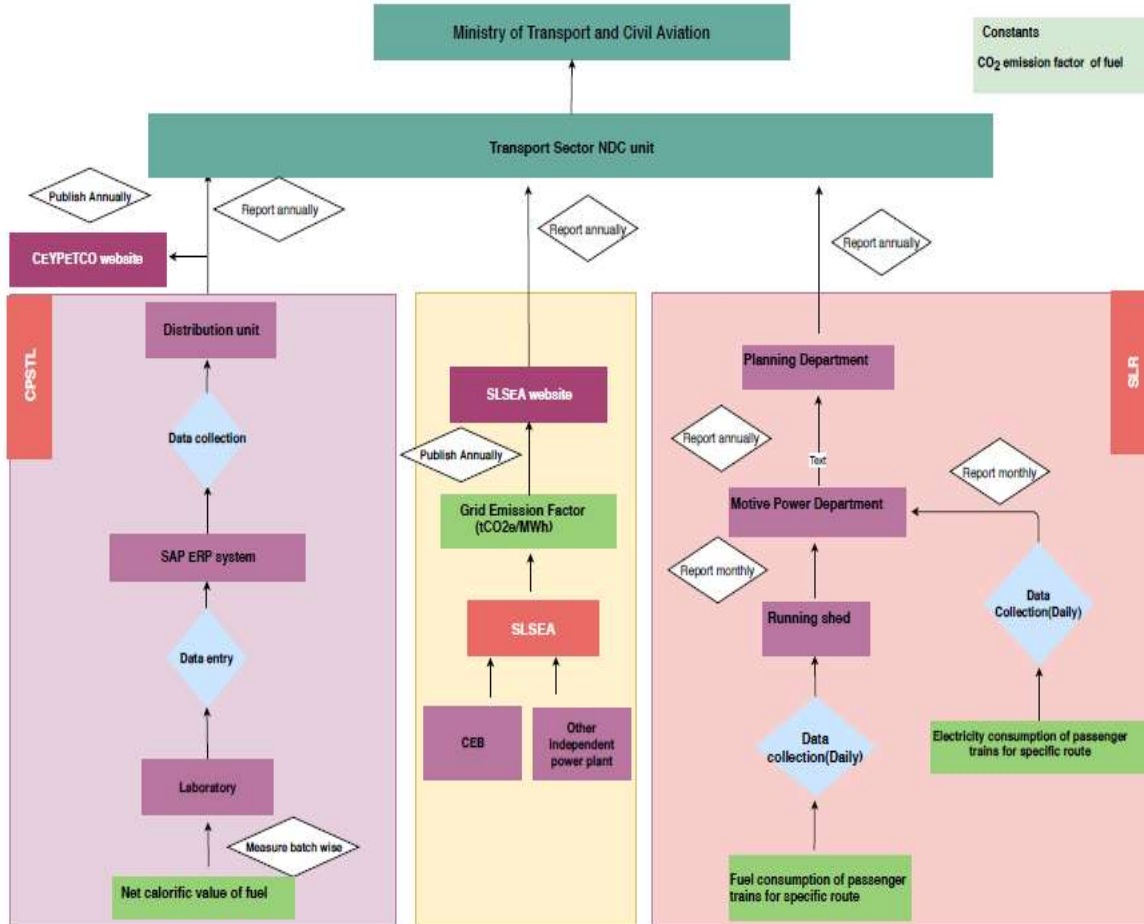 Ministry of Transport and Civil Aviation
Constants
CO2 emission factor of fuel
Transport Sector NDC unit
Publish Annually
Report annually
Report annually
Report annually
CEYPETCO website
CPSTL
Distribution unit
Data collection
SAP ERP system
Data entry
Laboratory
Measure batch wise
Net calorific value of fuel
SLSEA website
Publish Annually
Grid Emission Factor
(tCO2e/MWh)
SLSEA
CEB
Other
independent
power plant
SLR
Planning Department
Report annually
Text
Report monthly
Motive Power Department
Report monthly
Running shed
Data
Collection(Daily)
Data
collection(Daily)
Electricity consumption of passenger
trains for specific route
Fuel consumption of passenger
trains for specific route